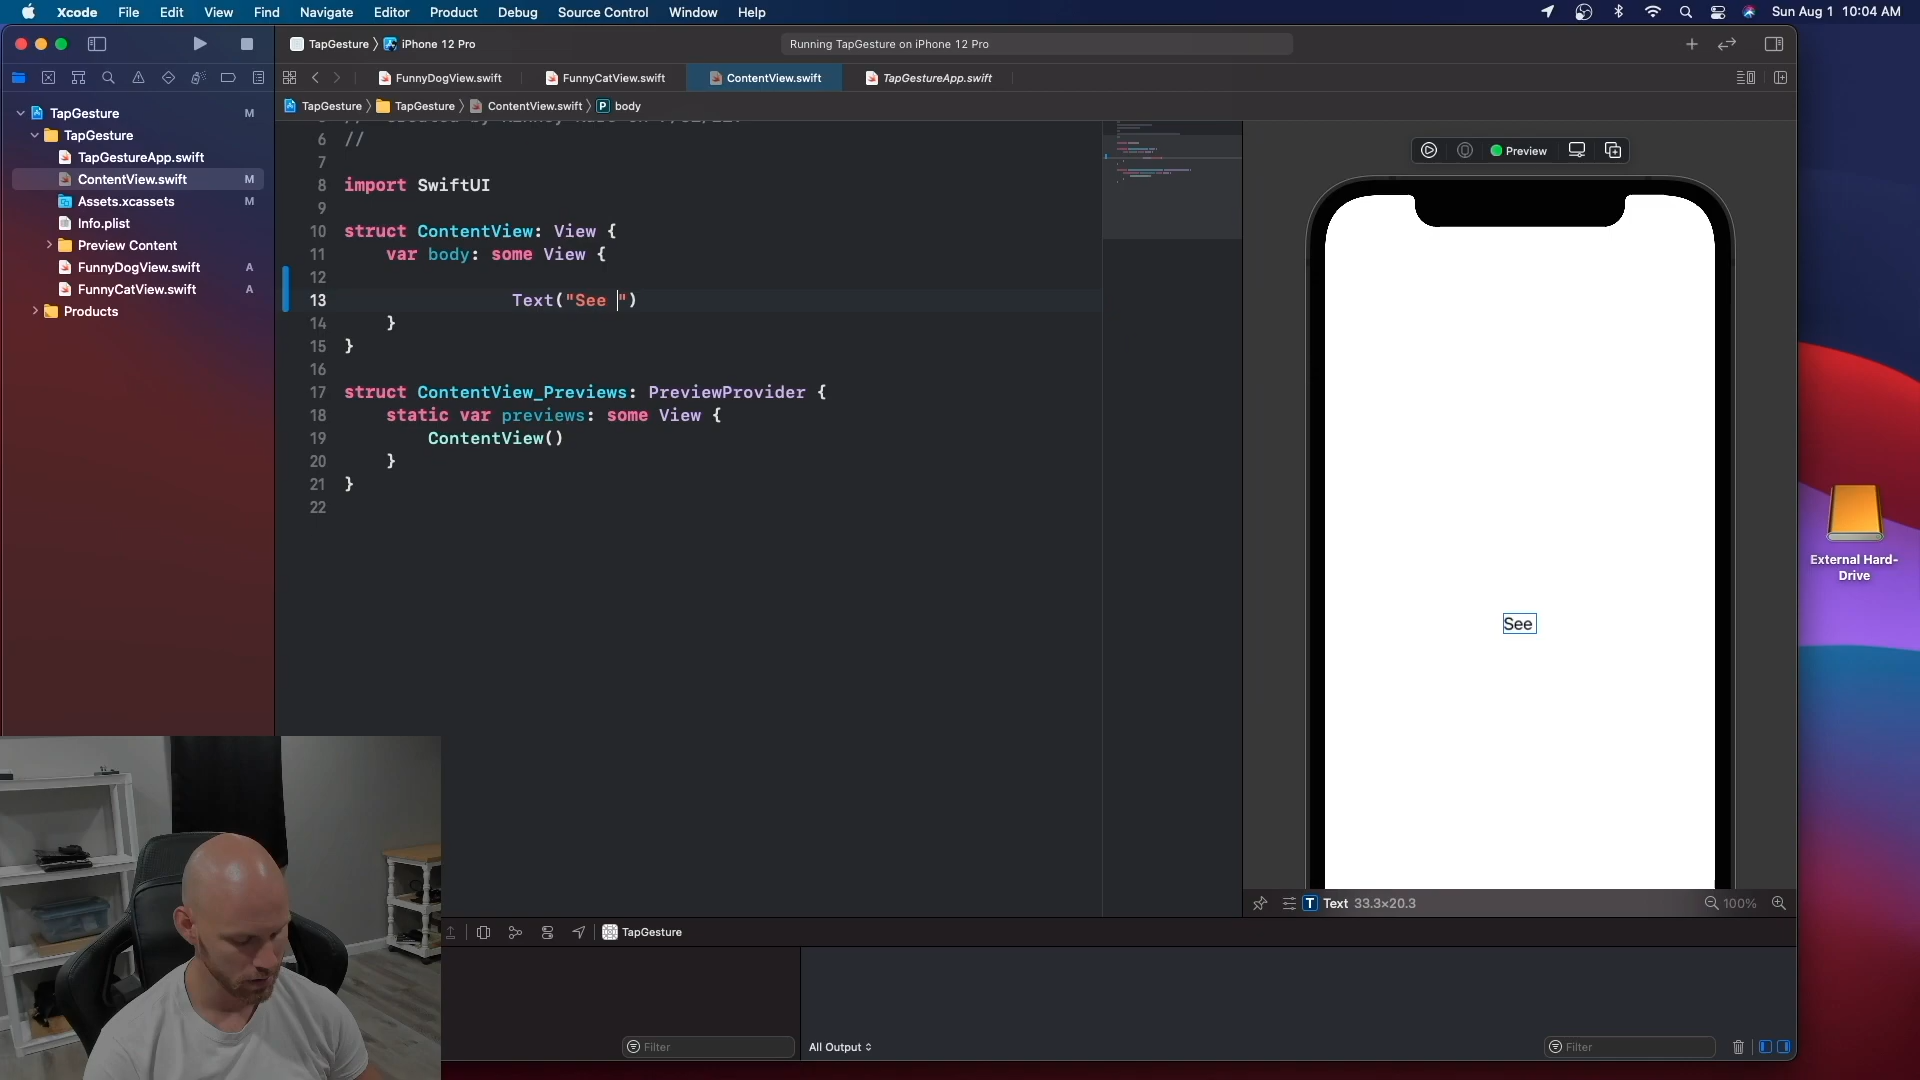 Xcode File Edit View Find Navigate Editor Product Debug Source Control Window Help Sun Aug 1 10:04 AM
TapGesture iPhone 12 Pro Running TapGesture on iPhone 12 Pro
FunnyDogView.swift FunnyCatView.swift ContentView.swift TapGestureApp.swift
TapGesture TapGesture ContentView.swift P body
TapGesture M
TapGesture
TapGestureApp.swift
ContentView.swift M
Assets.xcassets M
Info.plist
Preview Content
FunnyDogView.swift A
FunnyCatView.swift A
Products
6 //
7
8 import SwiftUI
9
10 struct ContentView: View {
11 var body: some View {
12
13 Text("See ")
14 }
15 }
16
17 struct ContentView_Previews: PreviewProvider {
18 static var previews: some View {
19 ContentView()
20 }
21 }
22
Preview
See
T Text 33.3×20.3 100%
External Hard-
Drive
TapGesture
Filter All Output Filter